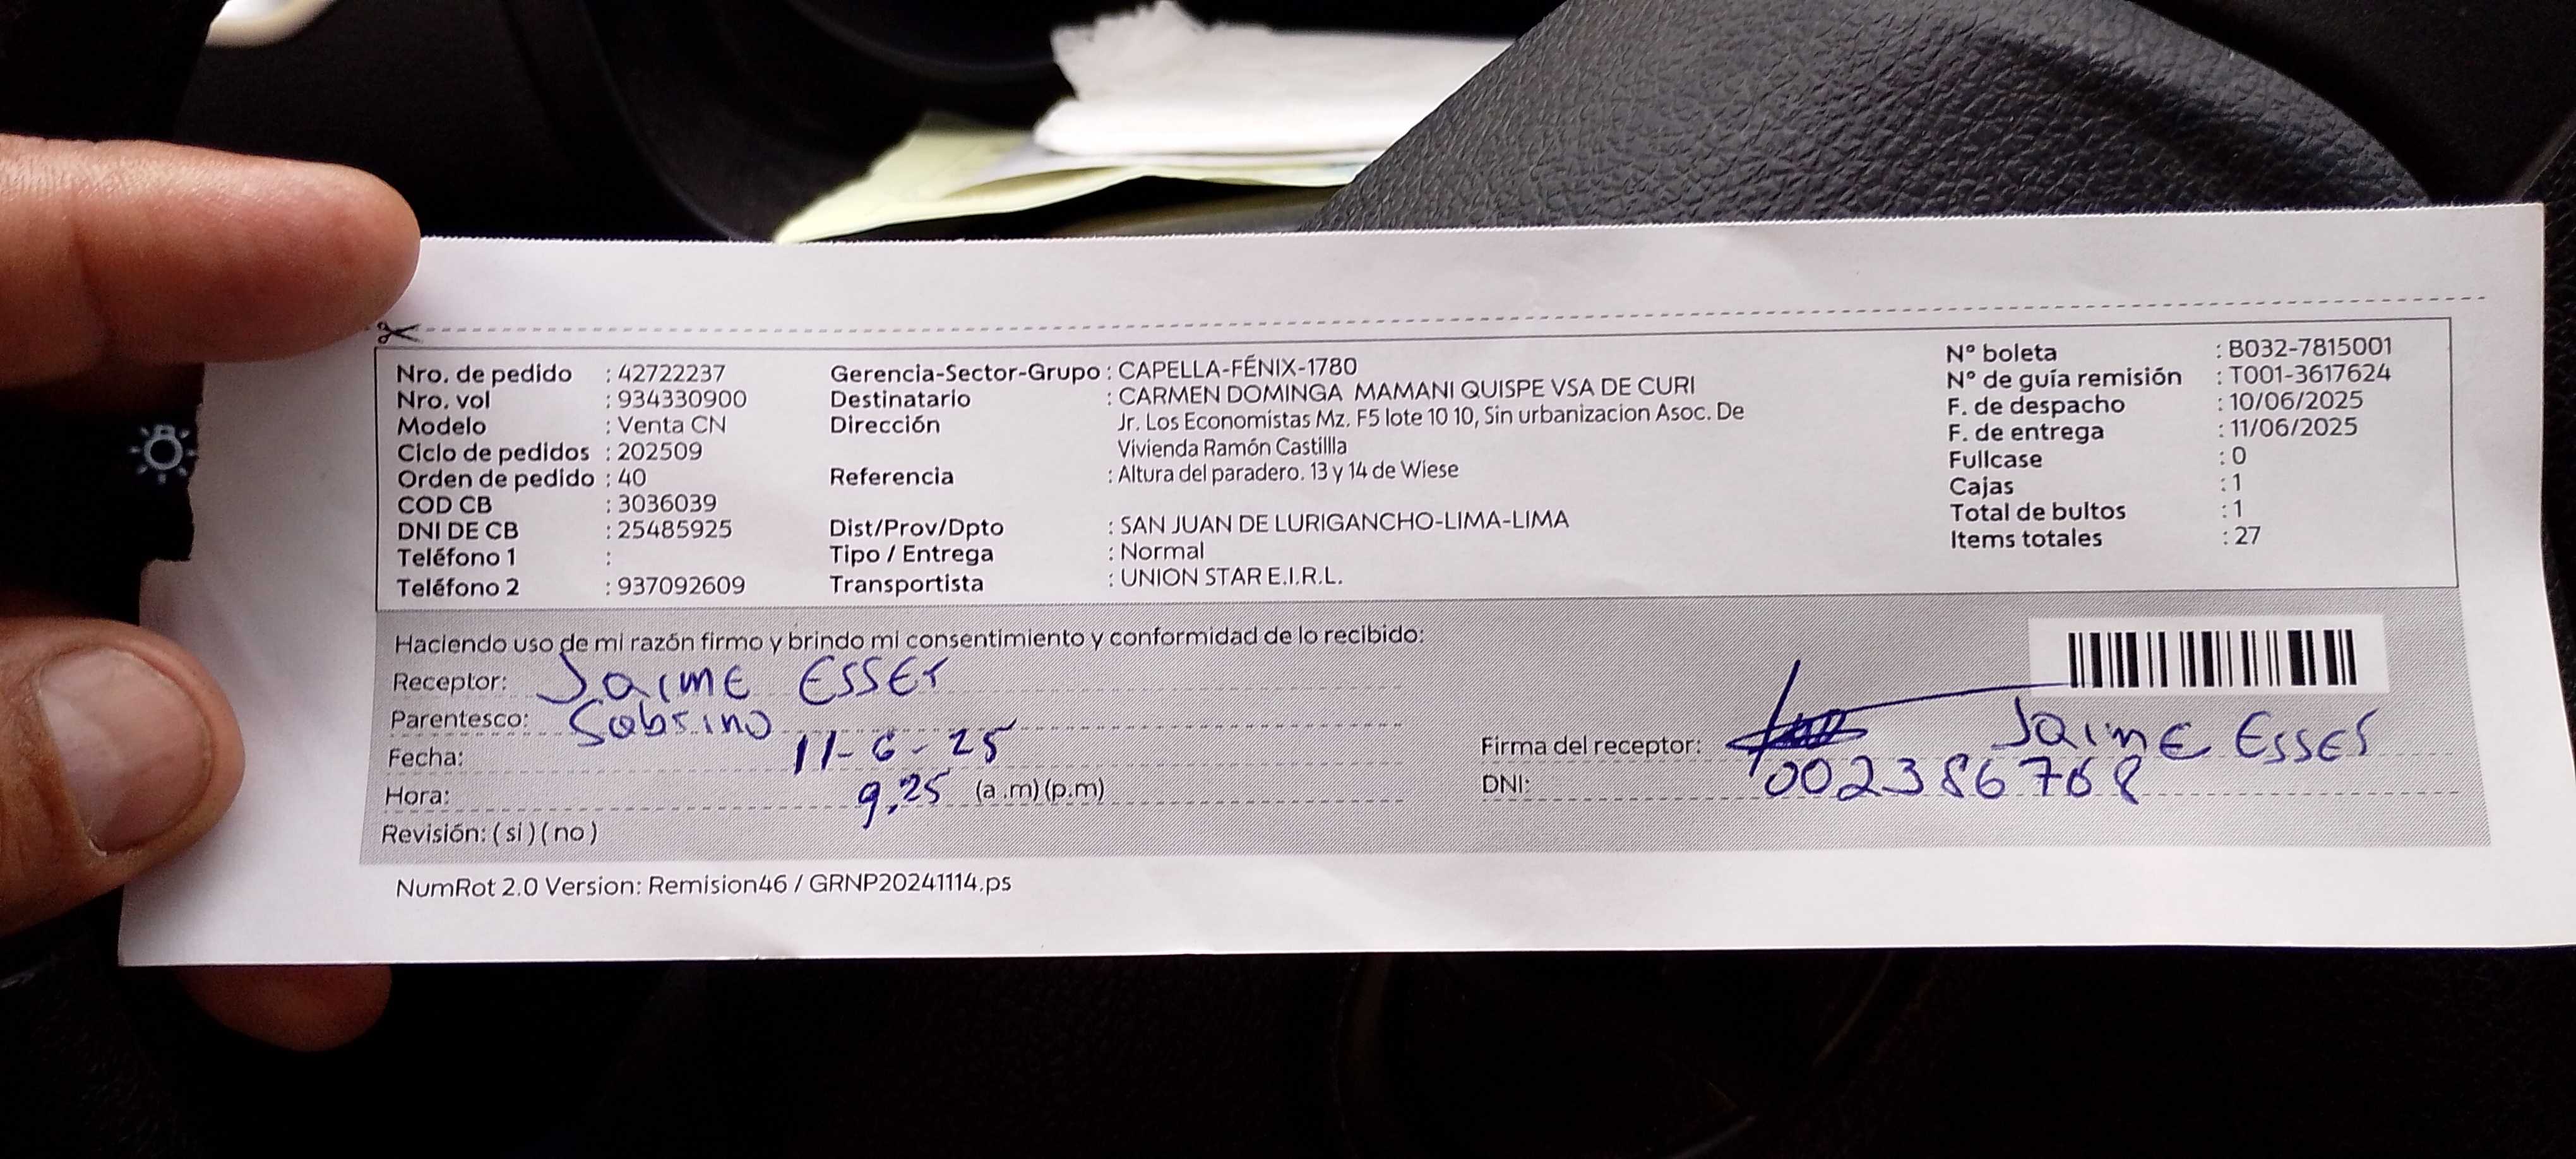 Nro. de pedido : 42722237
Nro. vol : 934330900
Modelo : Venta CN
Ciclo de pedidos : 202509
Orden de pedido : 40
COD CB : 3036039
DNI DE CB : 25485925
Teléfono 1 :
Teléfono 2 : 937092609
Gerencia-Sector-Grupo : CAPELLA-FÉNIX-1780
Destinatario : CARMEN DOMINGA MAMANI QUISPE VSA DE CURI
Dirección Jr. Los Economistas Mz. F5 lote 10 10, Sin urbanizacion Asoc. De
Vivienda Ramón Castillla
Referencia : Altura del paradero. 13 y 14 de Wiese
Dist/Prov/Dpto : SAN JUAN DE LURIGANCHO-LIMA-LIMA
Tipo / Entrega : Normal
Transportista : UNION STAR E.I.R.L.
N° boleta : B032-7815001
N° de guía remisión : T001-3617624
F. de despacho : 10/06/2025
F. de entrega : 11/06/2025
Fullcase : 0
Cajas : 1
Total de bultos : 1
Items totales : 27
Haciendo uso de mi razón firmo y brindo mi consentimiento y conformidad de lo recibido:
Receptor: Jaime Esser
Parentesco: Sobrino
Fecha: 11-6-25
Hora: 9,25 (a.m) (p.m)
Revisión: ( si ) ( no )
Firma del receptor: Jaime Esser
DNI: 002386768
NumRot 2.0 Version: Remision46 / GRNP20241114.ps